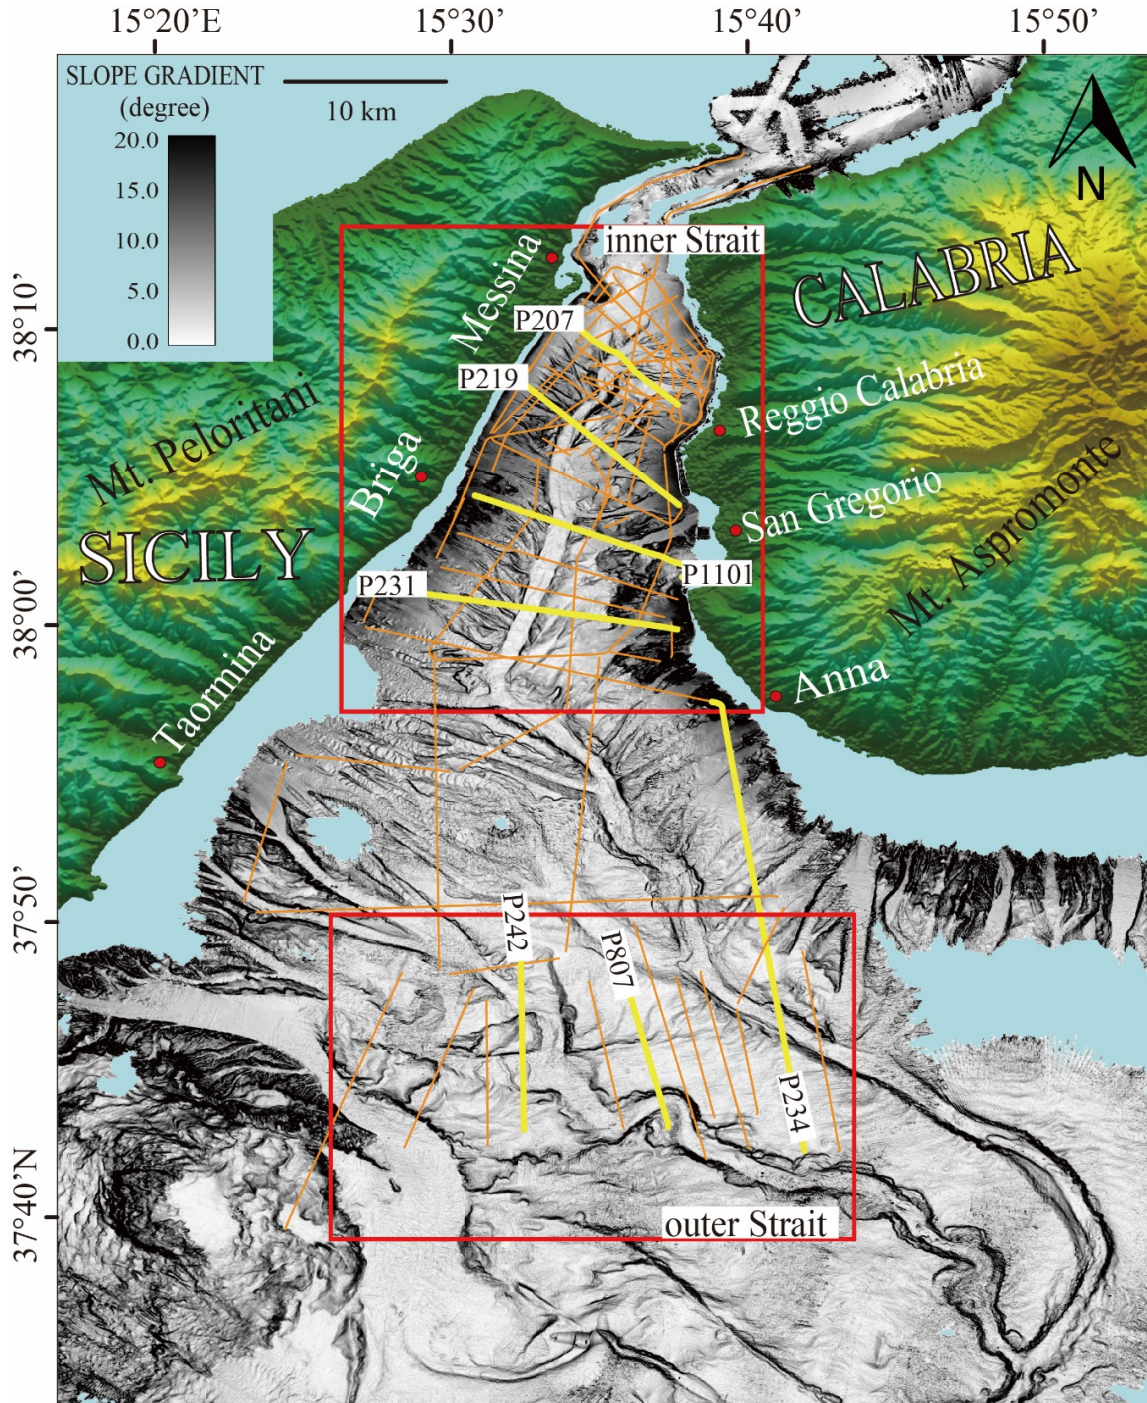 15°20’E 15°30’ 15°40’ 15°50’
SLOPE GRADIENT
(degree)
10 km
20.0
15.0
10.0
5.0
0.0
N
38°10’
38°00’
37°50’
37°40’N
inner Strait
Messina
CALABRIA
P207
P219
Reggio Calabria
Mt. Peloritani
Briga
San Gregorio
SICILY
Mt. Aspromonte
P1101
P231
Taormina
Anna
P242
P807
P234
outer Strait